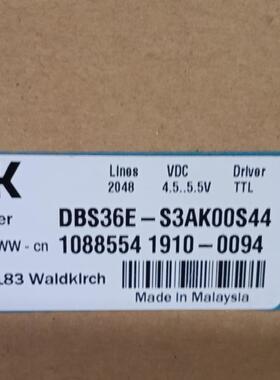 K
Lines VDC Driver
2048 4.5..5.5V TTL
er DBS36E-S3AK00S44
WW - cn 1088554 1910-0094
183 Waldkirch
Made in Malaysia